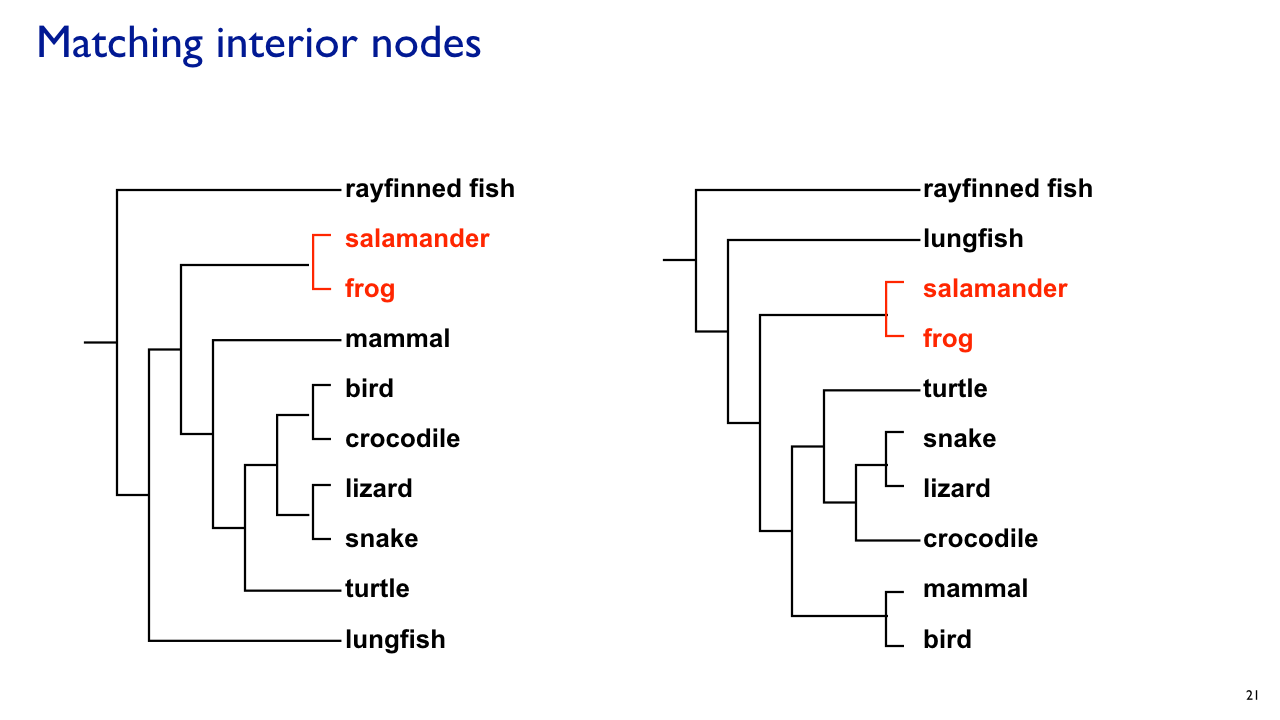 Matching interior nodes
rayfinned fish
salamander
frog
mammal
bird
crocodile
lizard
snake
turtle
lungfish
rayfinned fish
lungfish
salamander
frog
turtle
snake
lizard
crocodile
mammal
bird
21